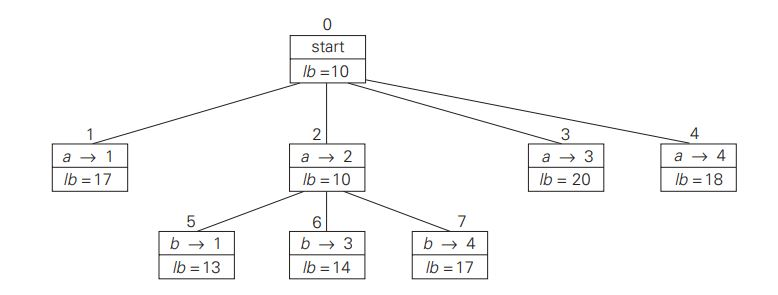 0
start
lb = 10
1 2 3 4
a → 1 a → 2 a → 3 a → 4
lb = 17 lb = 10 lb = 20 lb = 18
5 6 7
b → 1 b → 3 b → 4
lb = 13 lb = 14 lb = 17